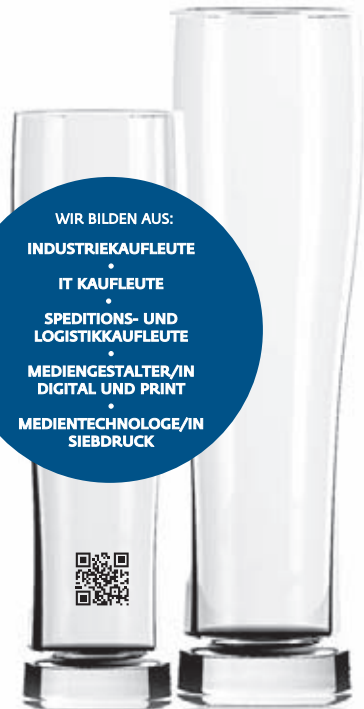 WIR BILDEN AUS:
INDUSTRIEKAUFLEUTE
•
IT KAUFLEUTE
•
SPEDITIONS- UND
LOGISTIKKAUFLEUTE
•
MEDIENGESTALTER/IN
DIGITAL UND PRINT
•
MEDIENTECHNOLOGE/IN
SIEBDRUCK